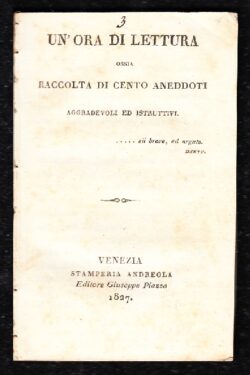 3
UN'ORA DI LETTURA
OSSIA
RACCOLTA DI CENTO ANEDDOTI
AGGRADEVOLI ED ISTRUTTIVI.
..... sii breve, ed arguto.
DANTE.
VENEZIA
STAMPERIA ANDREOLA
Editore Giuseppe Piazza
1827.